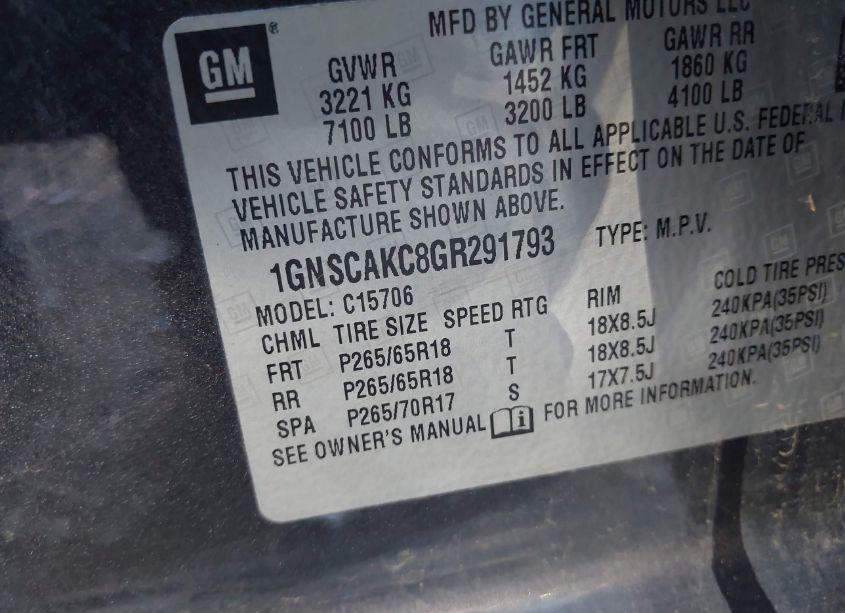 MFD BY GENERAL MOTORS LLC
GM®
GVWR GAWR FRT GAWR RR
3221 KG 1452 KG 1860 KG
7100 LB 3200 LB 4100 LB
THIS VEHICLE CONFORMS TO ALL APPLICABLE U.S. FEDERAL
VEHICLE SAFETY STANDARDS IN EFFECT ON THE DATE OF
MANUFACTURE SHOWN ABOVE.
1GNSCAKC8GR291793 TYPE: M.P.V.
MODEL: C15706
CHML TIRE SIZE SPEED RTG RIM COLD TIRE PRES
FRT P265/65R18 T 18X8.5J 240KPA(35PSI)
RR P265/65R18 T 18X8.5J 240KPA(35PSI)
SPA P265/70R17 S 17X7.5J 240KPA(35PSI)
SEE OWNER'S MANUAL i FOR MORE INFORMATION.